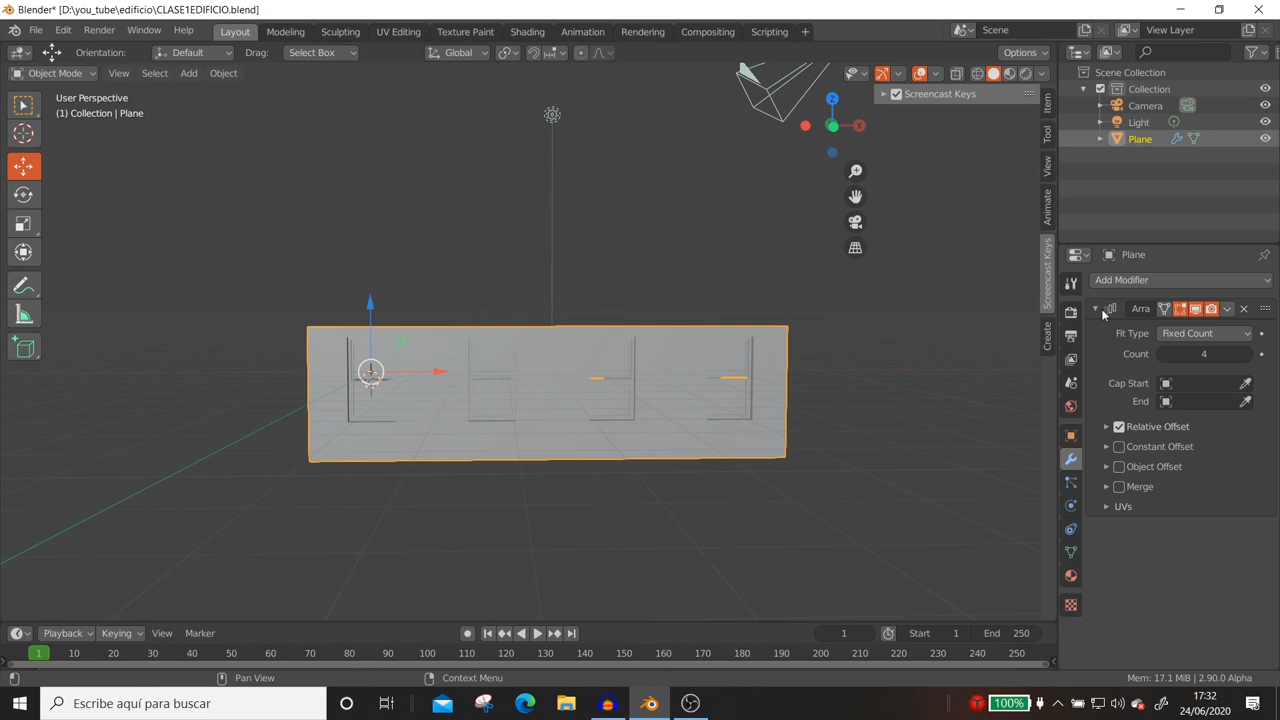 Blender* [D:\you_tube\edificio\CLASE1EDIFICIO.blend]
File Edit Render Window Help Layout Modeling Sculpting UV Editing Texture Paint Shading Animation Rendering Compositing Scripting + Scene View Layer
Orientation: Default Drag: Select Box Global Options
Object Mode View Select Add Object
User Perspective
(1) Collection | Plane
Screencast Keys
Z
X
Item
Tool
View
Animate
Screencast Keys
Create
Scene Collection
Collection
Camera
Light
Plane
Plane
Add Modifier
Arra
Fit Type Fixed Count
Count 4
Cap Start
End
Relative Offset
Constant Offset
Object Offset
Merge
UVs
Playback Keying View Marker 1 Start 1 End 250
1 10 20 30 40 50 60 70 80 90 100 110 120 130 140 150 160 170 180 190 200 210 220 230 240 250
Pan View Context Menu Mem: 17.1 MiB | 2.90.0 Alpha
Escribe aquí para buscar 100% 17:32
24/06/2020